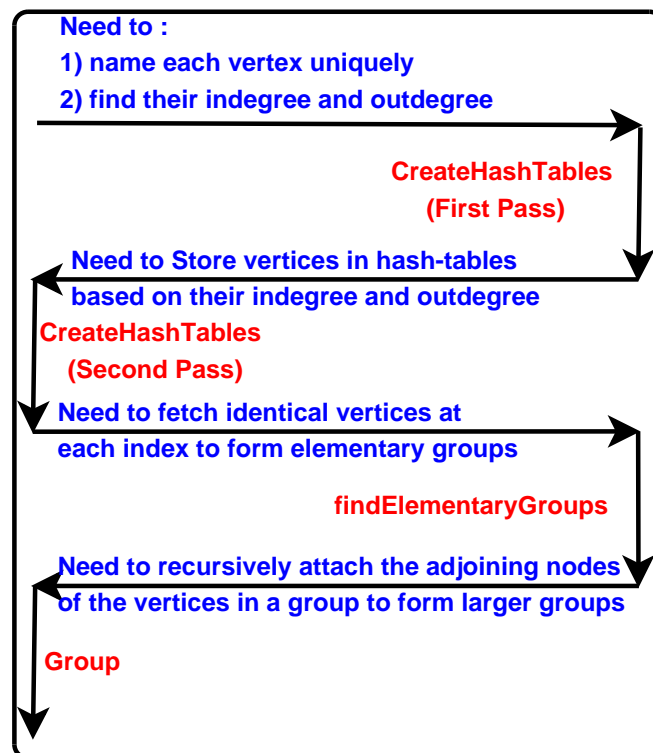 Need to :
1) name each vertex uniquely
2) find their indegree and outdegree
CreateHashTables
(First Pass)
Need to Store vertices in hash-tables
based on their indegree and outdegree
CreateHashTables
(Second Pass)
Need to fetch identical vertices at
each index to form elementary groups
findElementaryGroups
Need to recursively attach the adjoining nodes
of the vertices in a group to form larger groups
Group